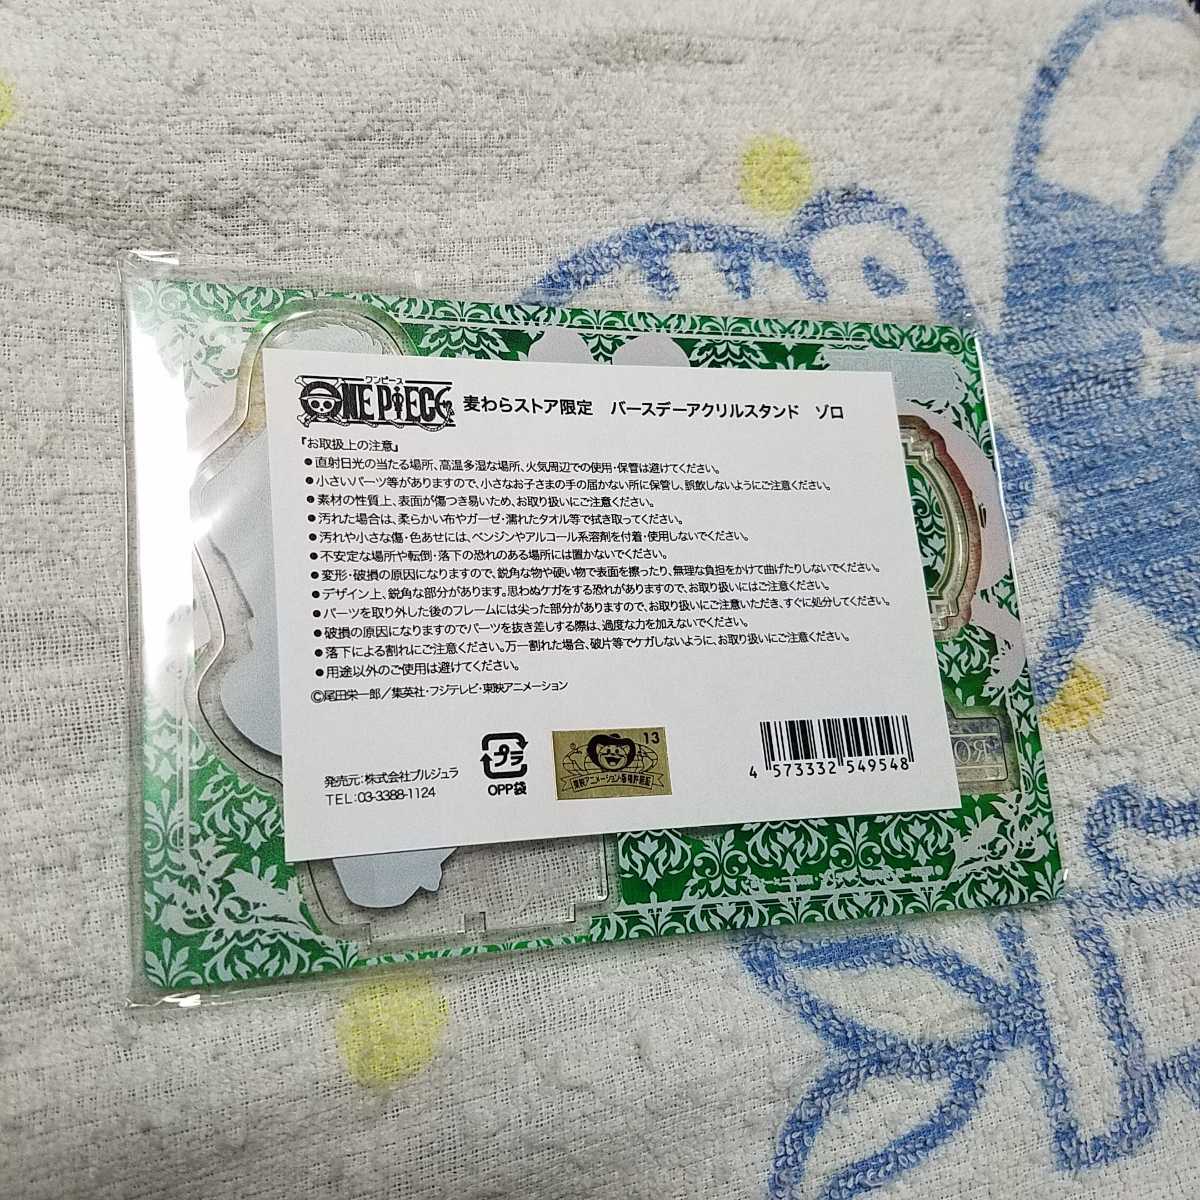 ワンピース
ONE PIECE 麦わらストア限定　バースデーアクリルスタンド　ゾロ
『お取扱上の注意』
●直射日光の当たる場所、高温多湿な場所、火気周辺での使用・保管は避けてください。
●小さいパーツ等がありますので、小さなお子さまの手の届かない所に保管し、誤飲しないようにご注意ください。
●素材の性質上、表面が傷つき易いため、お取り扱いにご注意ください。
●汚れた場合は、柔らかい布やガーゼ・濡れたタオル等で拭き取ってください。
●汚れや小さな傷・色あせには、ベンジンやアルコール系溶剤を付着・使用しないでください。
●不安定な場所や転倒・落下の恐れのある場所には置かないでください。
●変形・破損の原因になりますので、鋭角な物や硬い物で表面を擦ったり、無理な負担をかけて曲げたりしないでください。
●デザイン上、鋭角な部分があります。思わぬケガをする恐れがありますので、お取り扱いにはご注意ください。
●パーツを取り外した後のフレームには尖った部分がありますので、お取り扱いにご注意いただき、すぐに処分してください。
●破損の原因になりますのでパーツを抜き差しする際は、過度な力を加えないでください。
●落下による割れにご注意ください。万一割れた場合、破片等でケガしないように、お取り扱いにご注意ください。
●用途以外のご使用は避けてください。
©尾田栄一郎／集英社・フジテレビ・東映アニメーション
発売元：株式会社ブルジュラ
TEL：03-3388-1124
プラ
OPP袋
13
東映アニメーション・版権許諾証
4 573332 549548